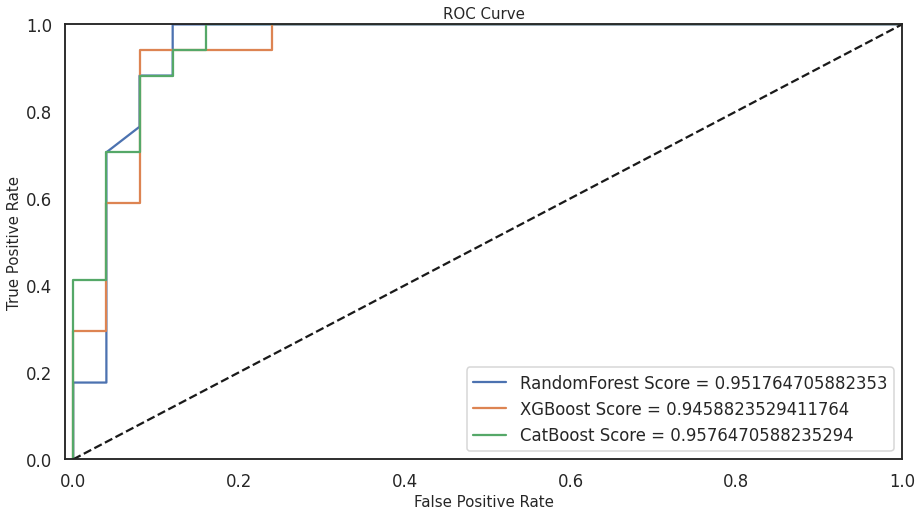 ROC Curve
1.0
0.8
0.6
0.4
0.2
0.0
True Positive Rate
RandomForest Score = 0.951764705882353
XGBoost Score = 0.9458823529411764
CatBoost Score = 0.9576470588235294
0.0 0.2 0.4 0.6 0.8 1.0
False Positive Rate